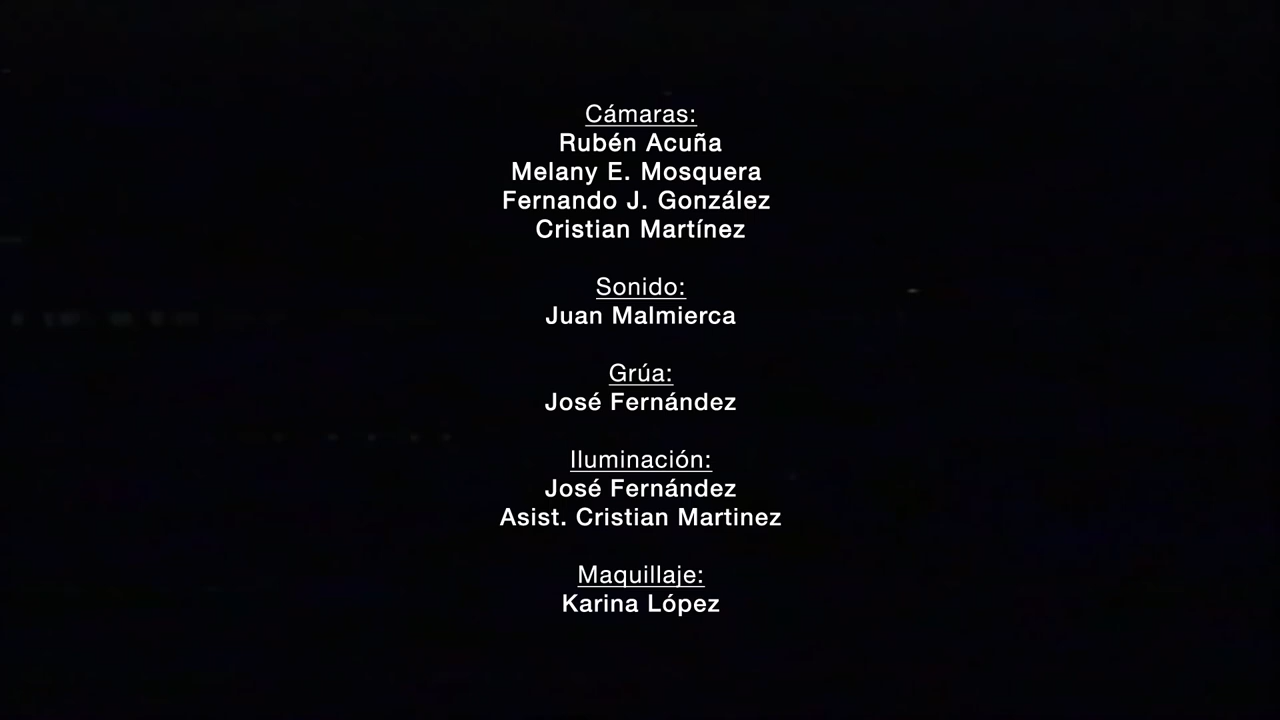 Cámaras:
Rubén Acuña
Melany E. Mosquera
Fernando J. González
Cristian Martínez
Sonido:
Juan Malmierca
Grúa:
José Fernández
Iluminación:
José Fernández
Asist. Cristian Martinez
Maquillaje:
Karina López